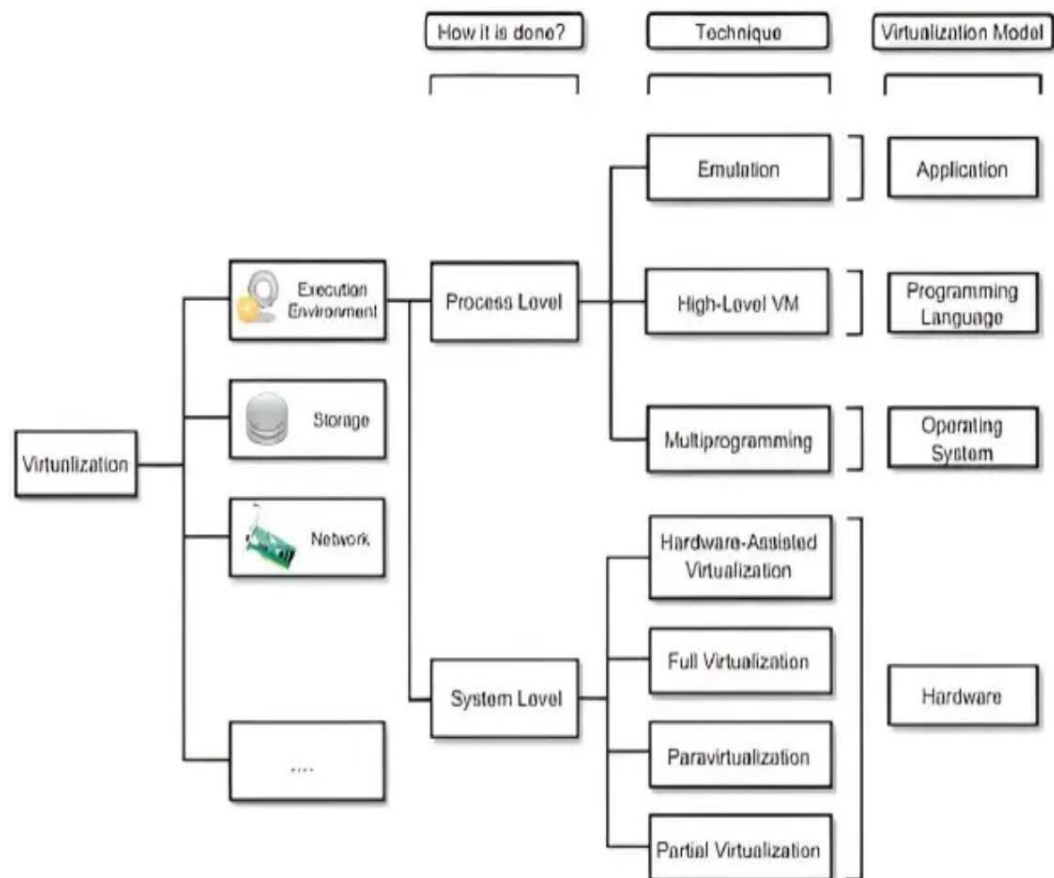 How it is done?
Technique
Virtualization Model
Emulation
Application
Execution
Environment
Process Level
High-Level VM
Programming
Language
Storage
Multiprogramming
Operating
System
Virtualization
Network
Hardware-Assisted
Virtualization
Full Virtualization
System Level
Hardware
Paravirtualization
....
Partial Virtualization